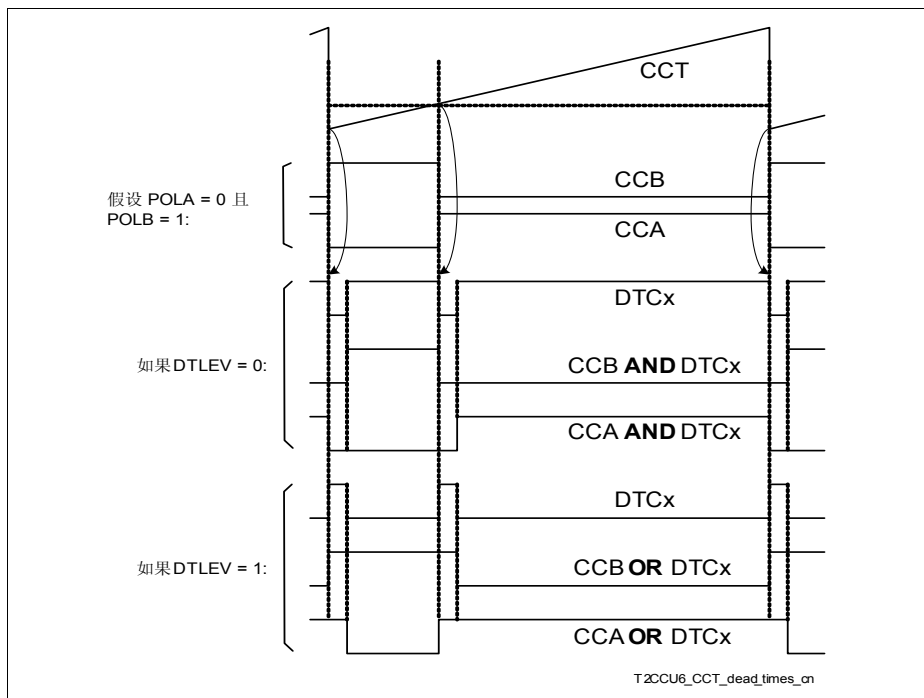 CCT
假设 POLA = 0 且
POLB = 1:
CCB
CCA
DTCx
如果DTLEV = 0:
CCB AND DTCx
CCA AND DTCx
DTCx
如果DTLEV = 1:
CCB OR DTCx
CCA OR DTCx
T2CCU6_CCT_dead_times_cn